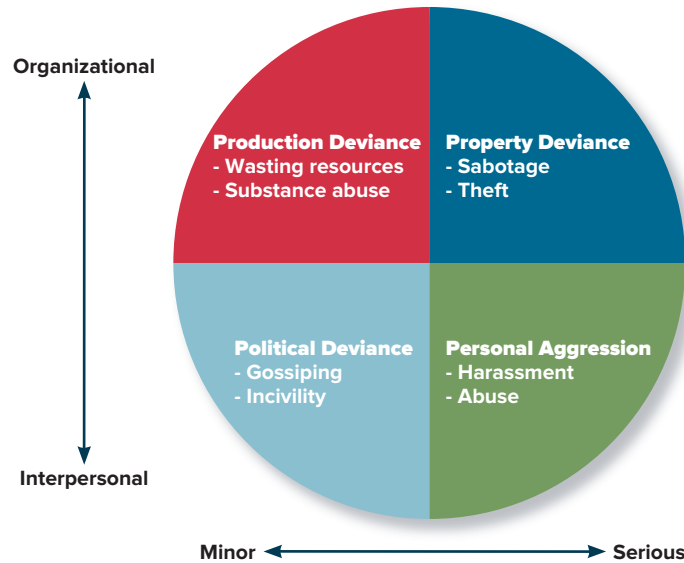 Organizational
Production Deviance
- Wasting resources
- Substance abuse
Property Deviance
- Sabotage
- Theft
Political Deviance
- Gossiping
- Incivility
Personal Aggression
- Harassment
- Abuse
Interpersonal
Minor
Serious